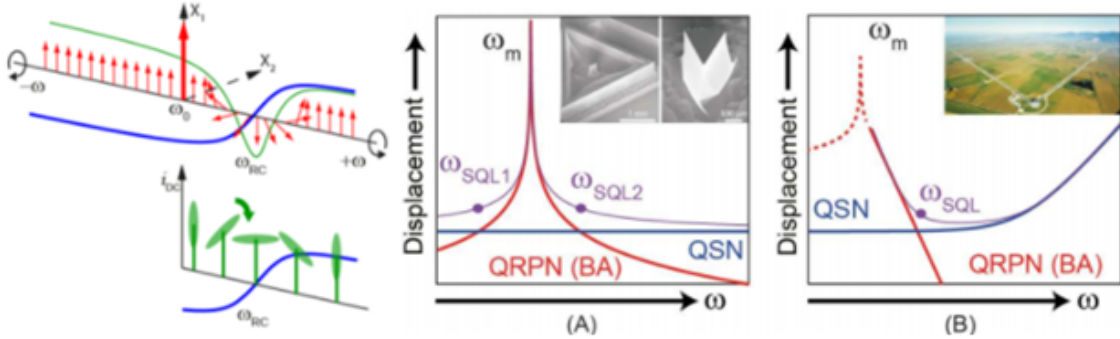 X₁
X₂
−ω
ω₀
ω_RC
+ω
i_DC
ω_RC
Displacement
ω_m
ω_SQL1
ω_SQL2
QSN
QRPN (BA)
ω
(A)
Displacement
ω_m
QSN
ω_SQL
QRPN (BA)
ω
(B)